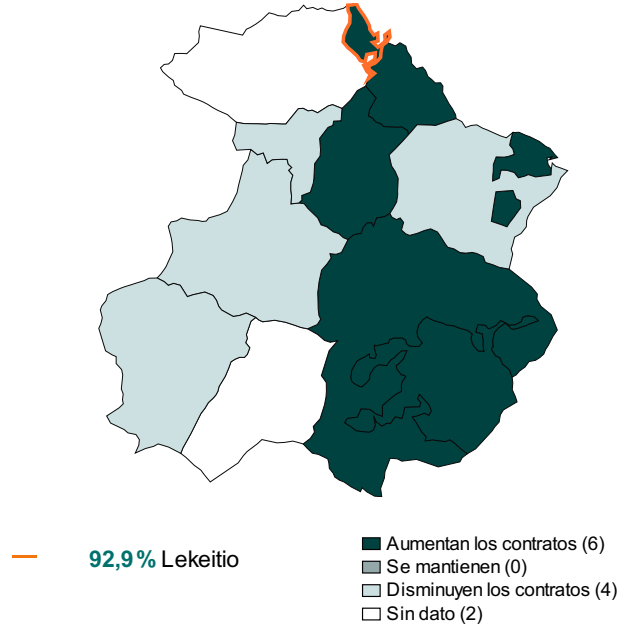 92,9 % Lekeitio
Aumentan los contratos (6)
Se mantienen (0)
Disminuyen los contratos (4)
Sin dato (2)